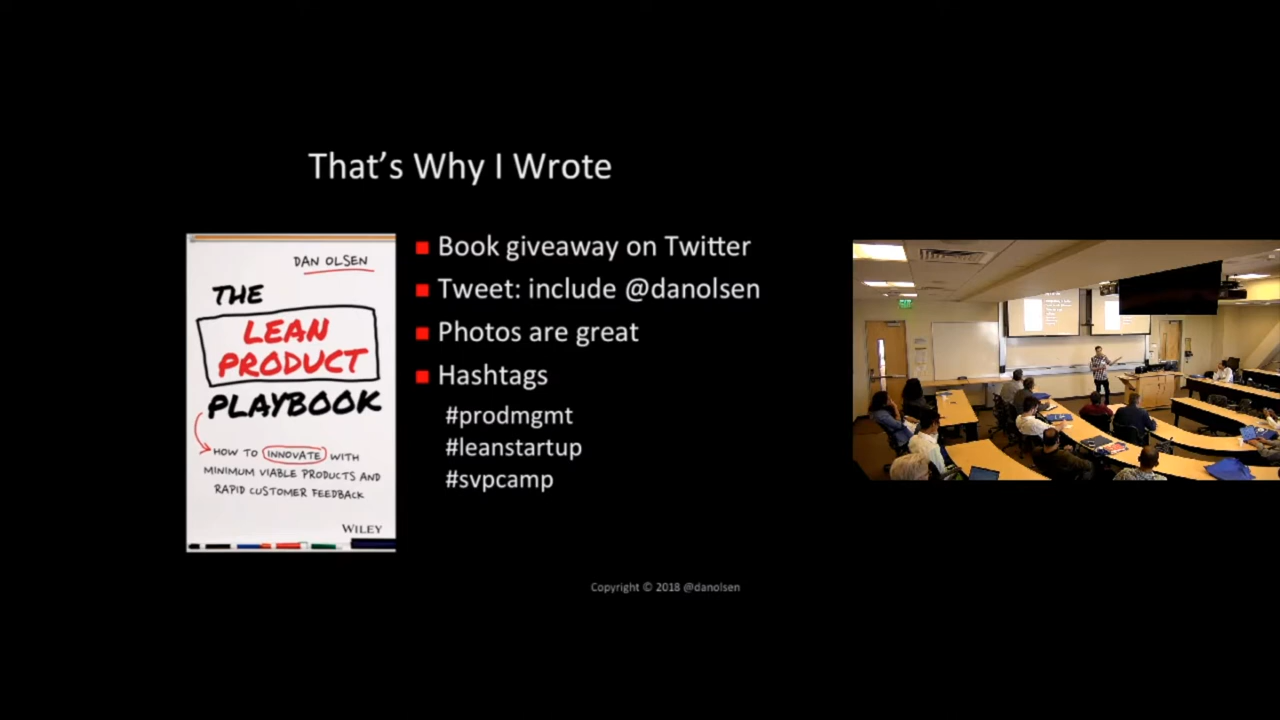 That's Why I Wrote
DAN OLSEN
THE
LEAN
PRODUCT
PLAYBOOK
HOW TO INNOVATE WITH
MINIMUM VIABLE PRODUCTS AND
RAPID CUSTOMER FEEDBACK
WILEY
Book giveaway on Twitter
Tweet: include @danolsen
Photos are great
Hashtags
#prodmgmt
#leanstartup
#svpcamp
Copyright © 2018 @danolsen